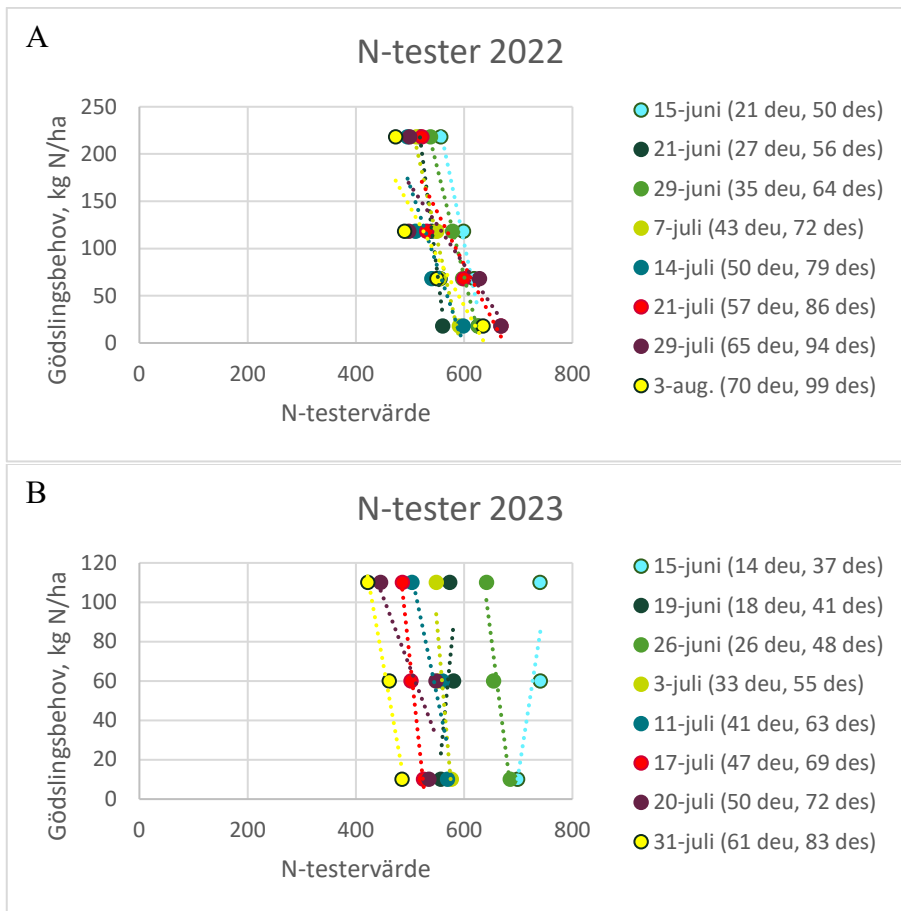 A
N-tester 2022
Gödslingsbehov, kg N/ha
250
200
150
100
50
0
0 200 400 600 800
N-testervärde
15-juni (21 deu, 50 des)
21-juni (27 deu, 56 des)
29-juni (35 deu, 64 des)
7-juli (43 deu, 72 des)
14-juli (50 deu, 79 des)
21-juli (57 deu, 86 des)
29-juli (65 deu, 94 des)
3-aug. (70 deu, 99 des)
B
N-tester 2023
Gödslingsbehov, kg N/ha
120
100
80
60
40
20
0
0 200 400 600 800
N-testervärde
15-juni (14 deu, 37 des)
19-juni (18 deu, 41 des)
26-juni (26 deu, 48 des)
3-juli (33 deu, 55 des)
11-juli (41 deu, 63 des)
17-juli (47 deu, 69 des)
20-juli (50 deu, 72 des)
31-juli (61 deu, 83 des)